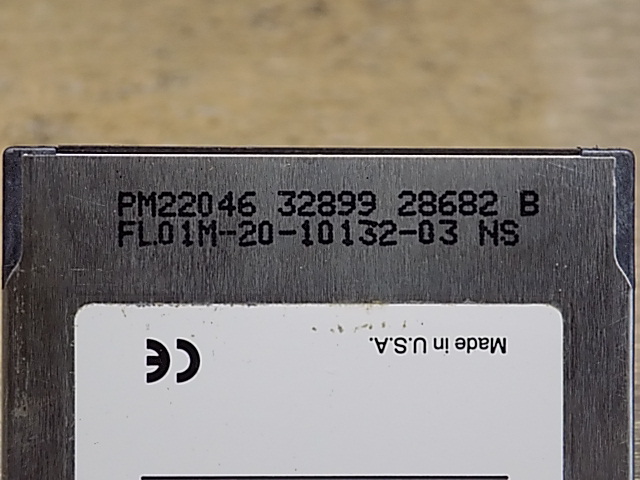 PM22046 32899 28682 B
FL01M-20-10132-03 NS
Made in U.S.A.
CE